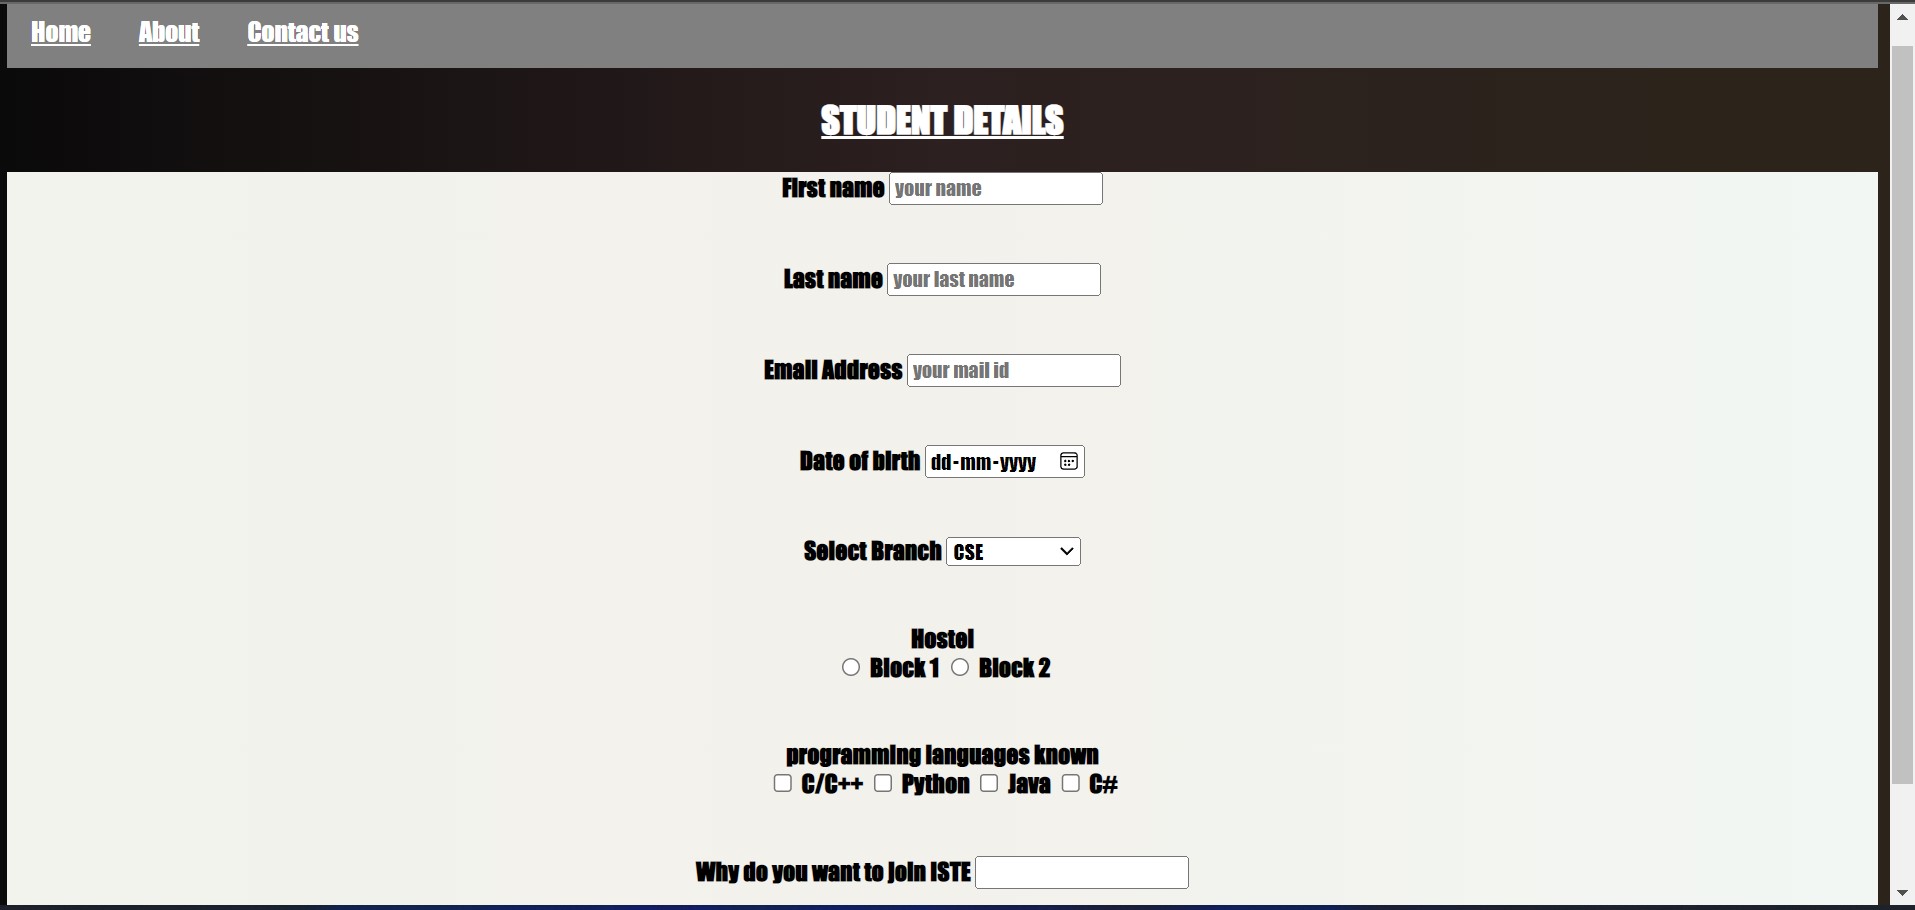 Home About Contact us
STUDENT DETAILS
First name your name
Last name your last name
Email Address your mail id
Date of birth dd-mm-yyyy
Select Branch CSE
Hostel
Block 1 Block 2
programming languages known
C/C++ Python Java C#
Why do you want to join ISTE